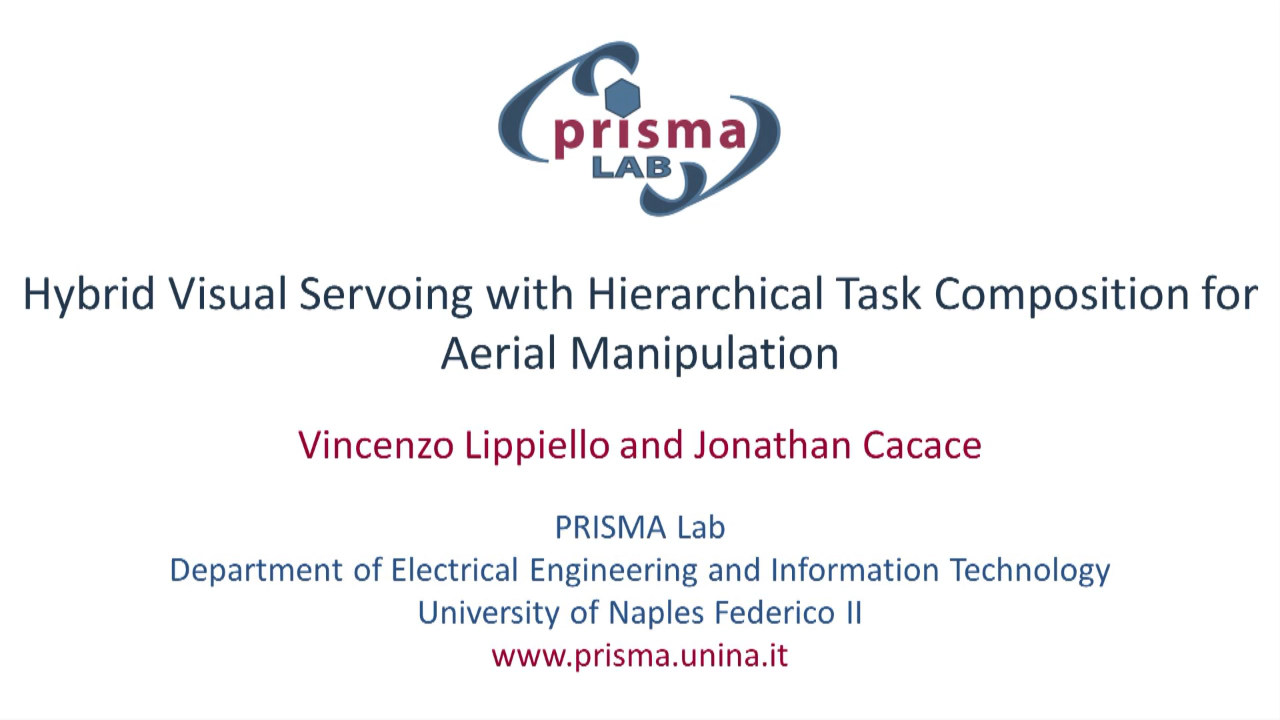 prisma
LAB
Hybrid Visual Servoing with Hierarchical Task Composition for
Aerial Manipulation
Vincenzo Lippiello and Jonathan Cacace
PRISMA Lab
Department of Electrical Engineering and Information Technology
University of Naples Federico II
www.prisma.unina.it